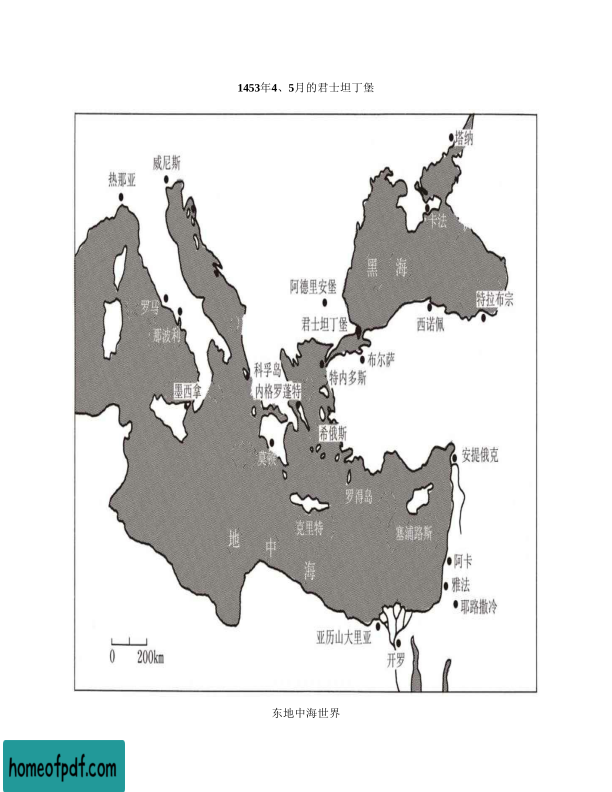 1453年4、5月的君士坦丁堡
塔纳
威尼斯
热那亚
卡法
黑 海
阿德里安堡
特拉布宗
罗马
君士坦丁堡
西诺佩
那波利
布尔萨
科孚岛
特内多斯
墨西拿
内格罗蓬特
希俄斯
安提俄克
莫顿
罗得岛
克里特
塞浦路斯
地
中
海
阿卡
雅法
耶路撒冷
亚历山大里亚
开罗
0 200km
东地中海世界
homeofpdf.com